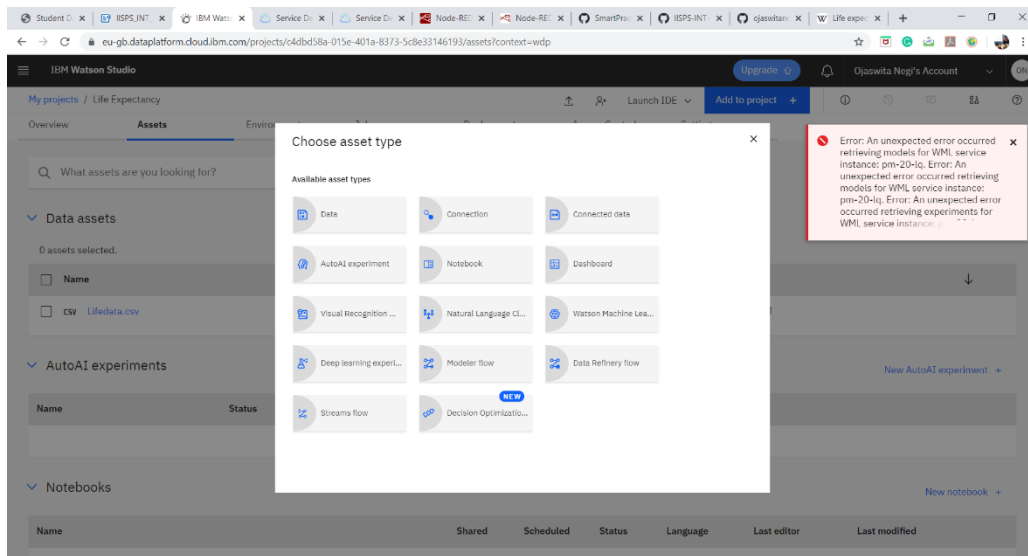 Student D
IISPS_INT_
IBM Wats
Service De
Service De
Node-RED
Node-RED
SmartPrac
IISPS-INT-
ojaswitane
Life expec
eu-gb.dataplatform.cloud.ibm.com/projects/c4dbd58a-015e-401a-8373-5c8e33146193/assets?context=wdp
IBM Watson Studio
Upgrade
Ojaswita Negi's Account
ON
My projects / Life Expectancy
Launch IDE
Add to project +
Overview
Assets
Choose asset type
Available asset types
Data
Connection
Connected data
AutoAI experiment
Notebook
Dashboard
Visual Recognition ...
Natural Language Cl...
Watson Machine Lea...
Deep learning experi...
Modeler flow
Data Refinery flow
NEW
Streams flow
Decision Optimizatio...
Error: An unexpected error occurred
retrieving models for WML service
instance: pm-20-lq. Error: An
unexpected error occurred retrieving
models for WML service instance:
pm-20-lq. Error: An unexpected error
occurred retrieving experiments for
WML service instance:
What assets are you looking for?
Data assets
0 assets selected.
Name
CSV Lifedata.csv
AutoAI experiments
New AutoAI experiment +
Name
Status
Notebooks
New notebook +
Name
Shared
Scheduled
Status
Language
Last editor
Last modified